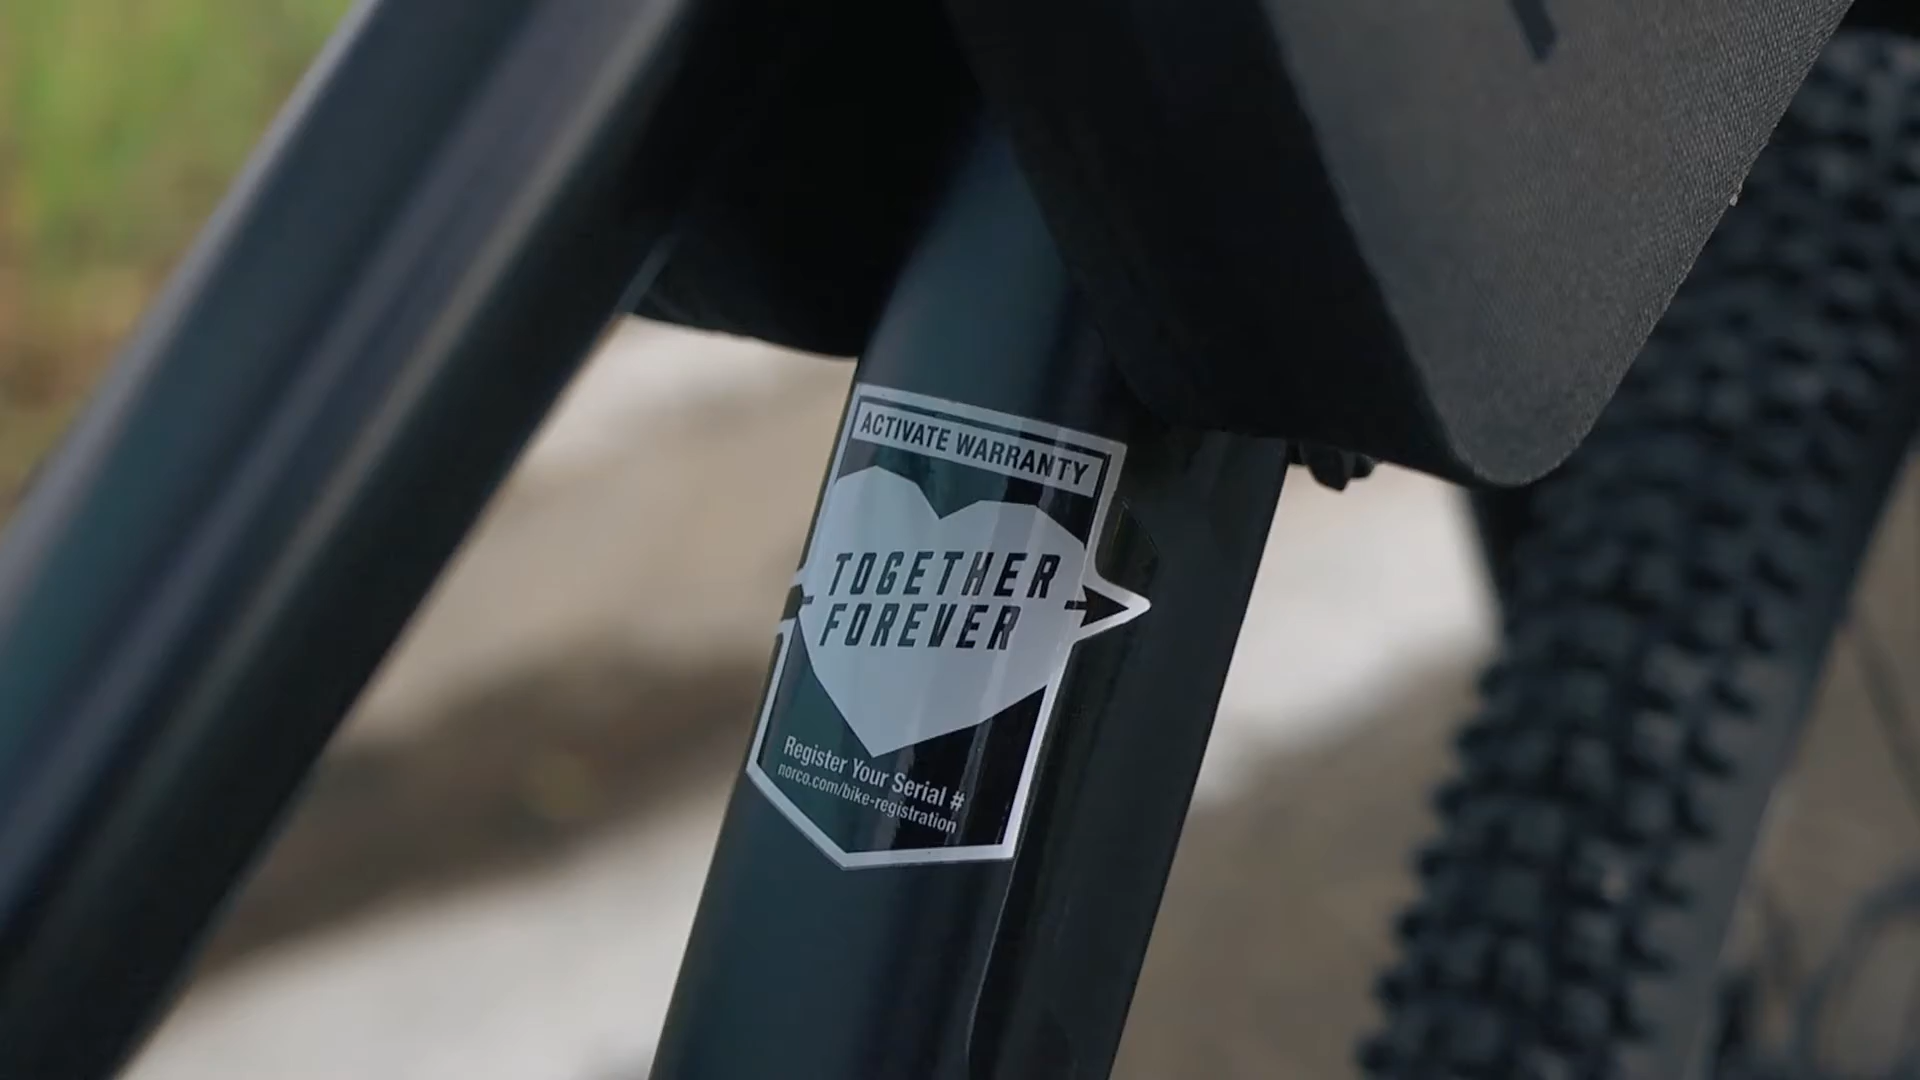 ACTIVATE WARRANTY
TOGETHER
FOREVER
Register Your Serial #
norco.com/bike-registration